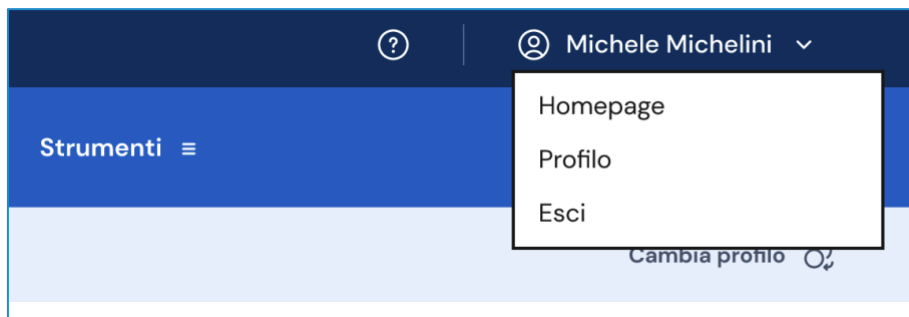 Michele Michelini
Homepage
Strumenti
Profilo
Esci
Cambia profilo